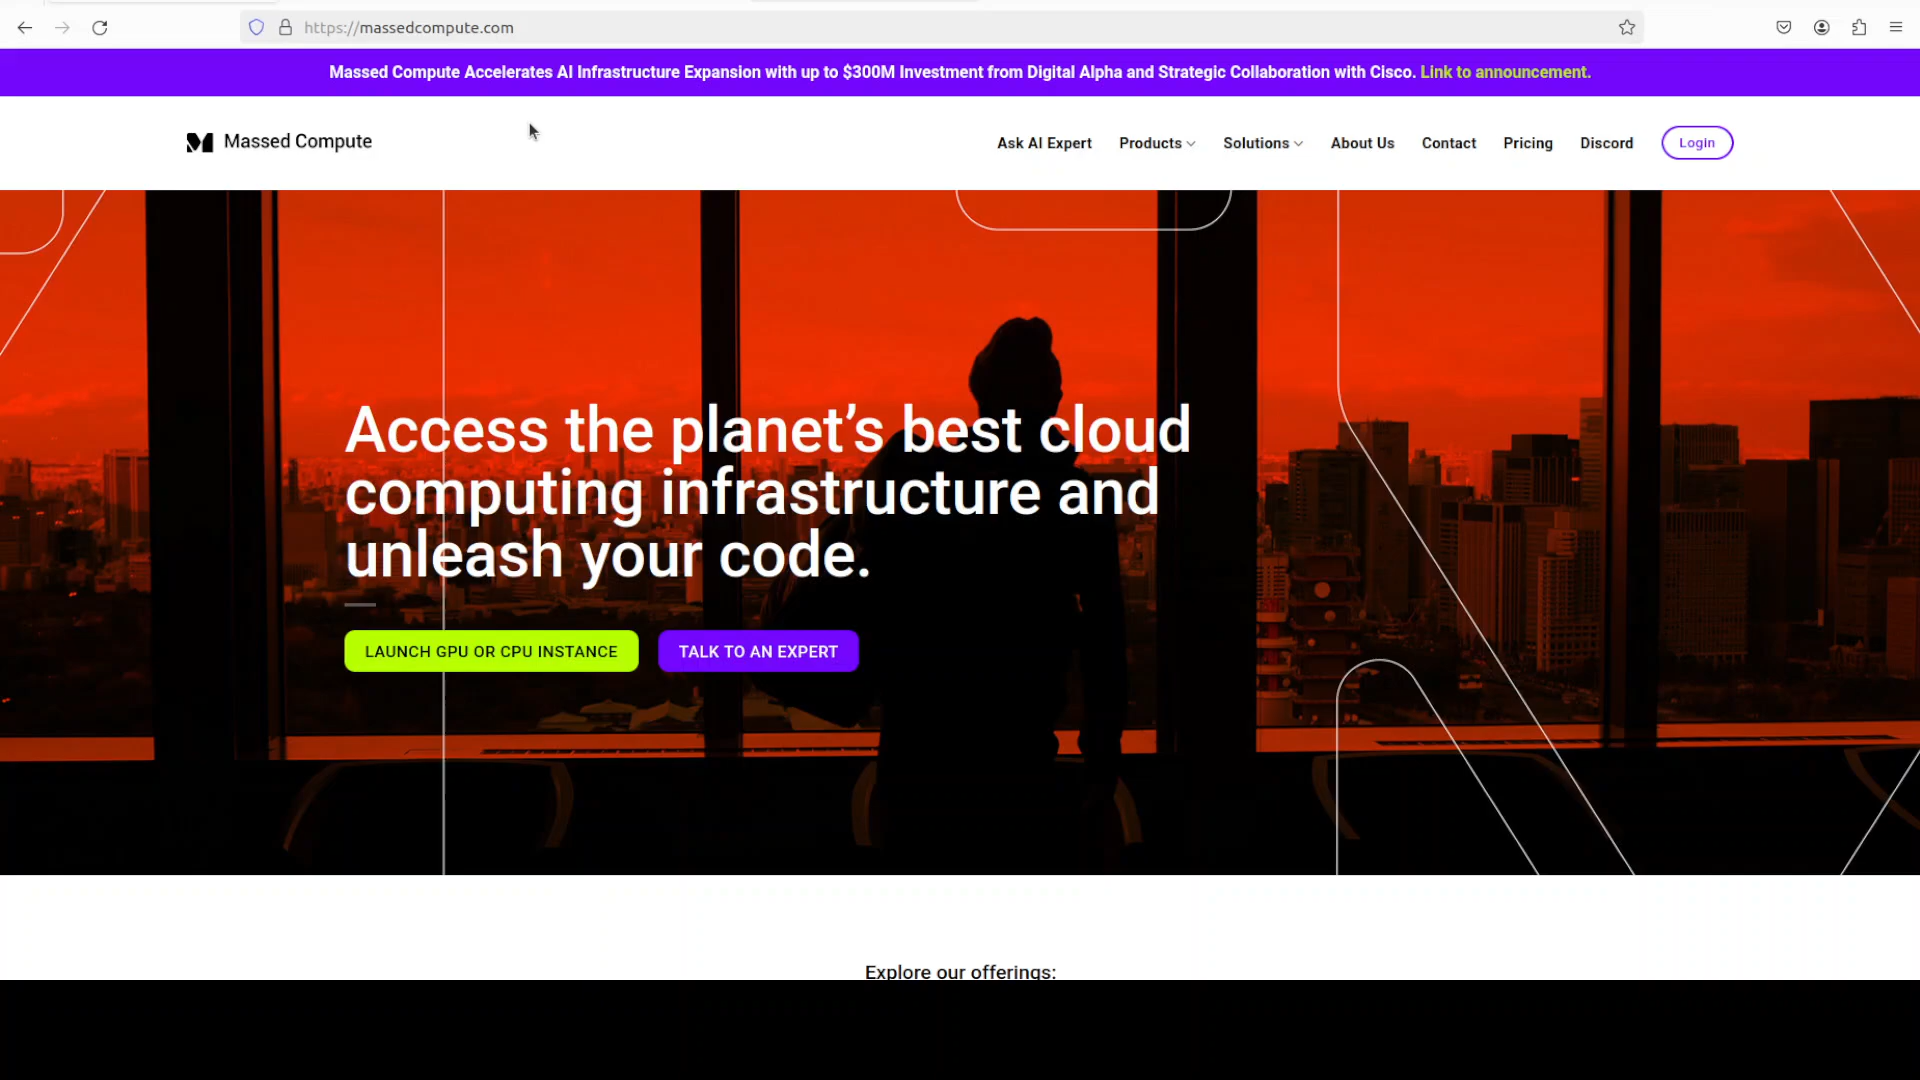 https://massedcompute.com
Massed Compute Accelerates AI Infrastructure Expansion with up to $300M Investment from Digital Alpha and Strategic Collaboration with Cisco. Link to announcement.
Massed Compute
Ask AI Expert
Products
Solutions
About Us
Contact
Pricing
Discord
Login
Access the planet’s best cloud
computing infrastructure and
unleash your code.
LAUNCH GPU OR CPU INSTANCE
TALK TO AN EXPERT
Explore our offerings: